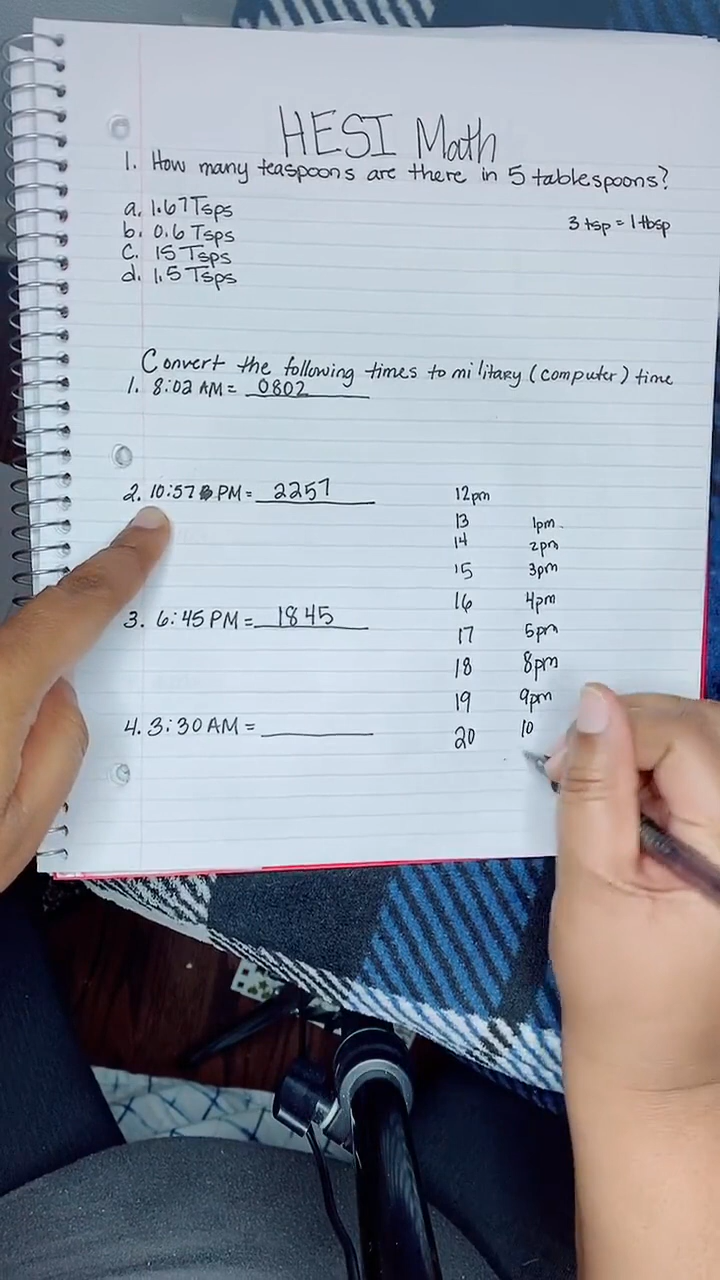 HESI Math
1. How many teaspoons are there in 5 tablespoons?
a. 1.67 Tsps
3 tsp = 1 tbsp
b. 0.6 Tsps
c. 15 Tsps
d. 1.5 Tsps
Convert the following times to military (computer) time
1. 8:02 AM = 0802
2. 10:57 PM = 2257
12pm
13 1pm
14 2pm
15 3pm
16 4pm
3. 6:45 PM = 1845
17 5pm
18 8pm
19 9pm
4. 3:30 AM = ________
20 10